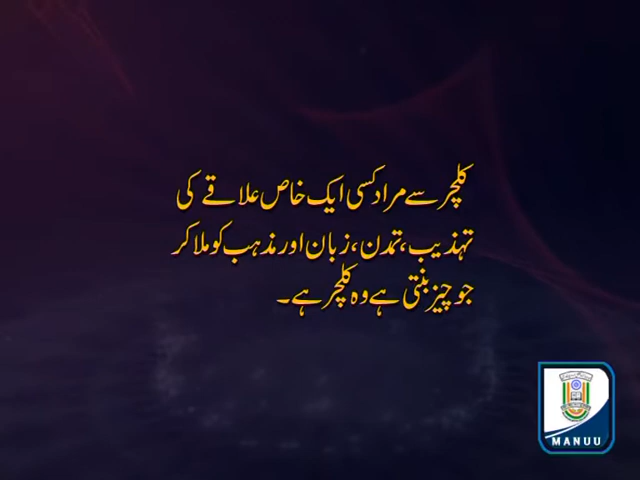 کلچر سے مراد کسی ایک خاص علاقے کی
تہذیب، تمدن، زبان اور مذہب کو ملا کر
جو چیز بنتی ہے وہ کلچر ہے۔
MANUU